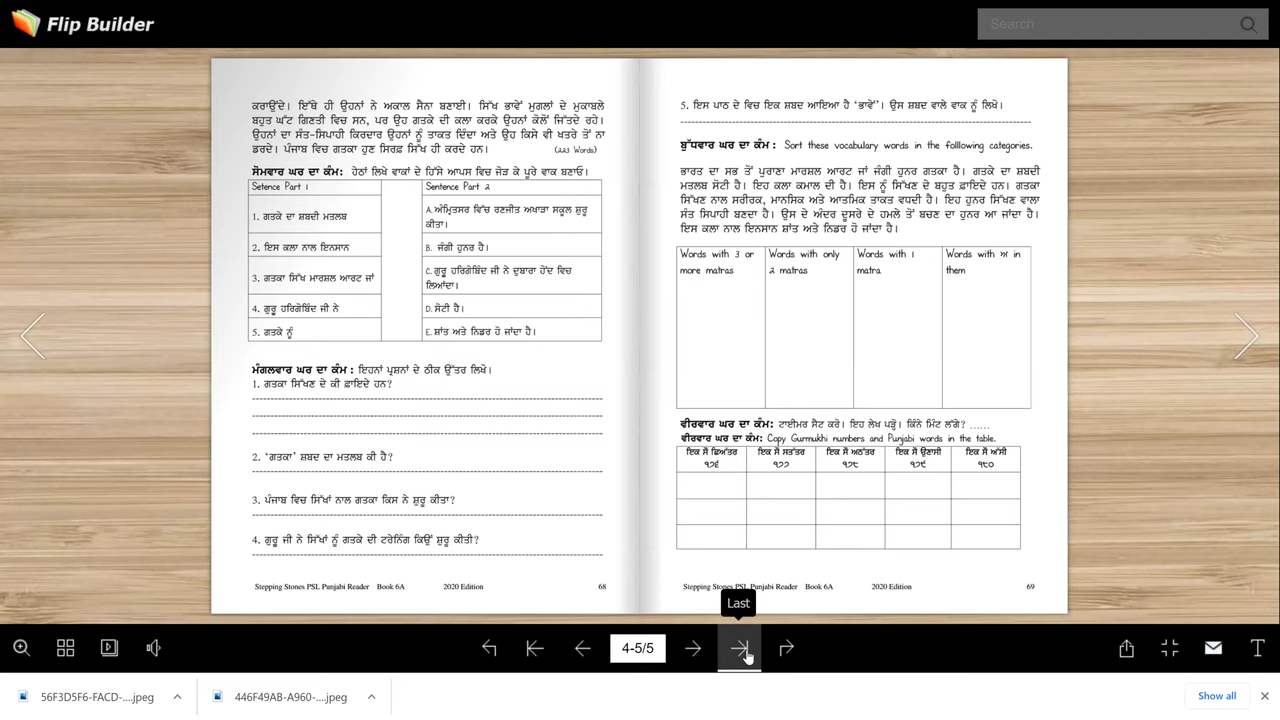 Flip Builder
Search
ਕਰਾਉਂਦੇ। ਇੱਥੇ ਹੀ ਉਹਨਾਂ ਨੇ ਅਕਾਲ ਸੈਨਾ ਬਣਾਈ। ਸਿੱਖ ਭਾਵੇਂ ਮੁਗਲਾਂ ਦੇ ਮੁਕਾਬਲੇ
ਬਹੁਤ ਘੱਟ ਗਿਣਤੀ ਵਿਚ ਸਨ, ਪਰ ਉਹ ਗਤਕੇ ਦੀ ਕਲਾ ਕਰਕੇ ਉਹਨਾਂ ਕੋਲੋਂ ਜਿੱਤਦੇ ਰਹੇ।
ਉਹਨਾਂ ਦਾ ਸੰਤ-ਸਿਪਾਹੀ ਕਿਰਦਾਰ ਉਹਨਾਂ ਨੂੰ ਤਾਕਤ ਦਿੰਦਾ ਅਤੇ ਉਹ ਕਿਸੇ ਵੀ ਖਤਰੇ ਤੋਂ ਨਾ
ਡਰਦੇ। ਪੰਜਾਬ ਵਿਚ ਗਤਕਾ ਹੁਣ ਸਿਰਫ਼ ਸਿੱਖ ਹੀ ਕਰਦੇ ਹਨ। (223 Words)
ਸੋਮਵਾਰ ਘਰ ਦਾ ਕੰਮ: ਹੇਠਾਂ ਲਿਖੇ ਵਾਕਾਂ ਦੇ ਹਿੱਸੇ ਆਪਸ ਵਿਚ ਜੋੜ ਕੇ ਪੂਰੇ ਵਾਕ ਬਣਾਓ।
Setence Part 1 Sentence Part 2
1. ਗਤਕੇ ਦਾ ਸ਼ਬਦੀ ਮਤਲਬ
A. ਅੰਮ੍ਰਿਤਸਰ ਵਿੱਚ ਰਣਜੀਤ ਅਖਾੜਾ ਸਕੂਲ ਸ਼ੁਰੂ
ਕੀਤਾ।
2. ਇਸ ਕਲਾ ਨਾਲ ਇਨਸਾਨ
B. ਜੰਗੀ ਹੁਨਰ ਹੈ।
3. ਗਤਕਾ ਸਿੱਖ ਮਾਰਸ਼ਲ ਆਰਟ ਜਾਂ
C. ਗੁਰੂ ਹਰਿਗੋਬਿੰਦ ਜੀ ਨੇ ਦੁਬਾਰਾ ਹੋਂਦ ਵਿਚ
ਲਿਆਂਦਾ।
4. ਗੁਰੂ ਹਰਿਗੋਬਿੰਦ ਜੀ ਨੇ
D. ਸੋਟੀ ਹੈ।
5. ਗਤਕੇ ਨੂੰ
E. ਸ਼ਾਂਤ ਅਤੇ ਨਿਡਰ ਹੋ ਜਾਂਦਾ ਹੈ।
ਮੰਗਲਵਾਰ ਘਰ ਦਾ ਕੰਮ : ਇਹਨਾਂ ਪ੍ਰਸ਼ਨਾਂ ਦੇ ਠੀਕ ਉੱਤਰ ਲਿਖੋ।
1. ਗਤਕਾ ਸਿੱਖਣ ਦੇ ਕੀ ਫ਼ਾਇਦੇ ਹਨ?
2. ‘ਗਤਕਾ’ ਸ਼ਬਦ ਦਾ ਮਤਲਬ ਕੀ ਹੈ?
3. ਪੰਜਾਬ ਵਿਚ ਸਿੱਖਾਂ ਨਾਲ ਗਤਕਾ ਕਿਸ ਨੇ ਸ਼ੁਰੂ ਕੀਤਾ?
4. ਗੁਰੂ ਜੀ ਨੇ ਸਿੱਖਾਂ ਨੂੰ ਗਤਕੇ ਦੀ ਟਰੇਨਿੰਗ ਕਿਉਂ ਸ਼ੁਰੂ ਕੀਤੀ?
Stepping Stones PSL Punjabi Reader Book 6A 2020 Edition 68
5. ਇਸ ਪਾਠ ਦੇ ਵਿਚ ਇਕ ਸ਼ਬਦ ਆਇਆ ਹੈ ‘ਭਾਵੇਂ’। ਉਸ ਸ਼ਬਦ ਵਾਲੇ ਵਾਕ ਨੂੰ ਲਿਖੋ।
ਬੁੱਧਵਾਰ ਘਰ ਦਾ ਕੰਮ : Sort these vocabulary words in the folllowing categories.
ਭਾਰਤ ਦਾ ਸਭ ਤੋਂ ਪੁਰਾਣਾ ਮਾਰਸ਼ਲ ਆਰਟ ਜਾਂ ਜੰਗੀ ਹੁਨਰ ਗਤਕਾ ਹੈ। ਗਤਕੇ ਦਾ ਸ਼ਬਦੀ
ਮਤਲਬ ਸੋਟੀ ਹੈ। ਇਹ ਕਲਾ ਕਮਾਲ ਦੀ ਹੈ। ਇਸ ਨੂੰ ਸਿੱਖਣ ਦੇ ਬਹੁਤ ਫ਼ਾਇਦੇ ਹਨ। ਗਤਕਾ
ਸਿੱਖਣ ਨਾਲ ਸਰੀਰਕ, ਮਾਨਸਿਕ ਅਤੇ ਆਤਮਿਕ ਤਾਕਤ ਵਧਦੀ ਹੈ। ਇਹ ਹੁਨਰ ਸਿੱਖਣ ਵਾਲਾ
ਸੰਤ ਸਿਪਾਹੀ ਬਣਦਾ ਹੈ। ਉਸ ਦੇ ਅੰਦਰ ਦੂਸਰੇ ਦੇ ਹਮਲੇ ਤੋਂ ਬਚਣ ਦਾ ਹੁਨਰ ਆ ਜਾਂਦਾ ਹੈ।
ਇਸ ਕਲਾ ਨਾਲ ਇਨਸਾਨ ਸ਼ਾਂਤ ਅਤੇ ਨਿਡਰ ਹੋ ਜਾਂਦਾ ਹੈ।
Words with 3 or more matras
Words with only 2 matras
Words with 1 matra
Words with ਅ in them
ਵੀਰਵਾਰ ਘਰ ਦਾ ਕੰਮ : ਟਾਈਮਰ ਸੈਟ ਕਰੋ। ਇਹ ਲੇਖ ਪੜ੍ਹੋ। ਕਿੰਨੇ ਮਿੰਟ ਲੱਗੇ? ......
ਵੀਰਵਾਰ ਘਰ ਦਾ ਕੰਮ: Copy Gurmukhi numbers and Punjabi words in the table.
ਇਕ ਸੌ ਛਿਅੱਤਰ ਇਕ ਸੌ ਸਤੱਤਰ ਇਕ ਸੌ ਅਠੱਤਰ ਇਕ ਸੌ ਉਣਾਸੀ ਇਕ ਸੌ ਅੱਸੀ
੧੭੬ ੧੭੭ ੧੭੮ ੧੭੯ ੧੮੦
Stepping Stones PSL Punjabi Reader Book 6A 2020 Edition 69
Last
4-5/5
T
56F3D5F6-FACD-....jpeg
446F49AB-A960-....jpeg
Show all